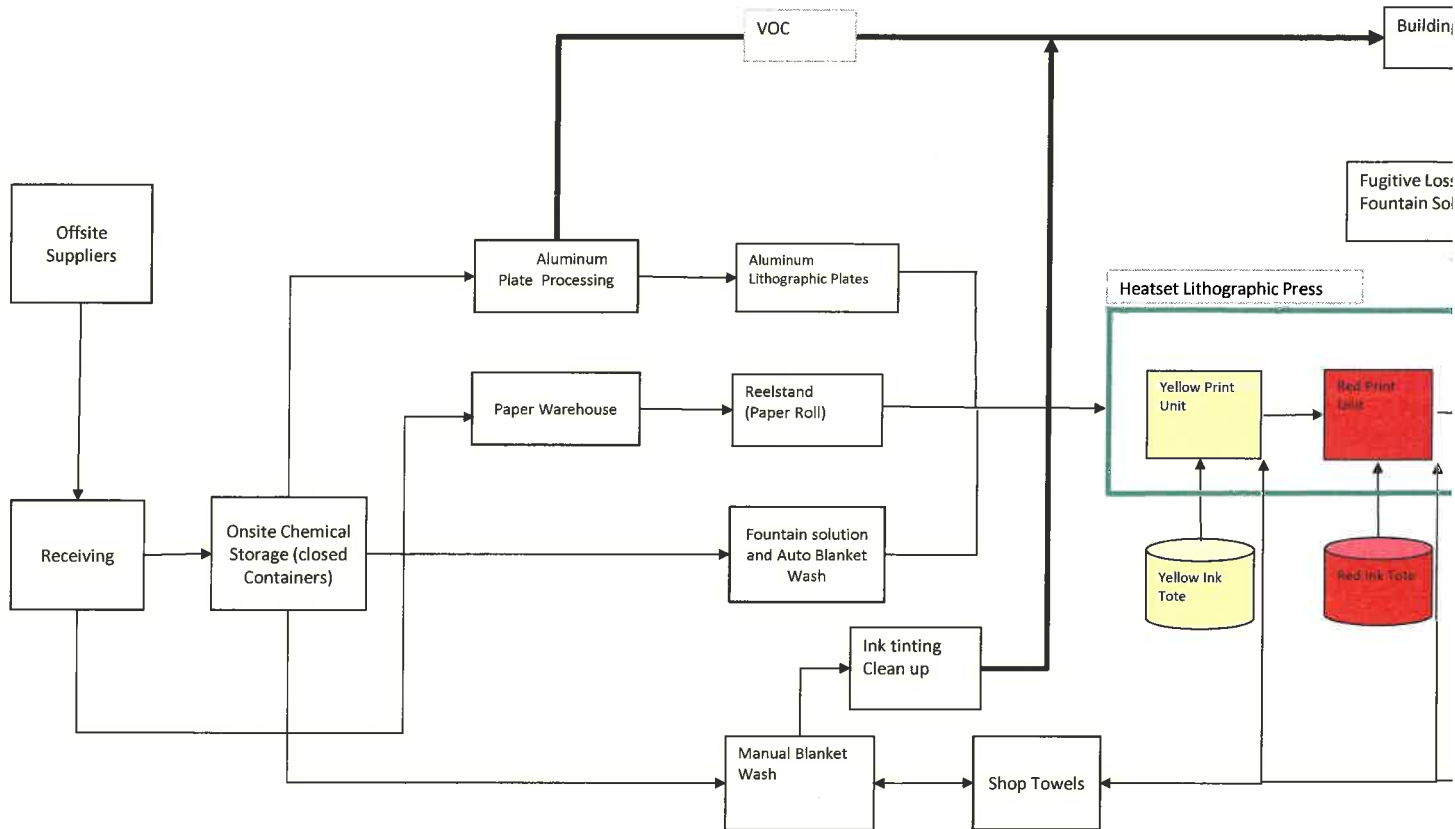 VOC
Building
Fugitive Loss
Fountain Sol
Offsite
Suppliers
Aluminum
Plate Processing
Aluminum
Lithographic Plates
Heatset Lithographic Press
Yellow Print
Unit
Red Print
Unit
Paper Warehouse
Reelstand
(Paper Roll)
Receiving
Onsite Chemical
Storage (closed
Containers)
Fountain solution
and Auto Blanket
Wash
Yellow Ink
Tote
Red Ink Tote
Ink tinting
Clean up
Manual Blanket
Wash
Shop Towels